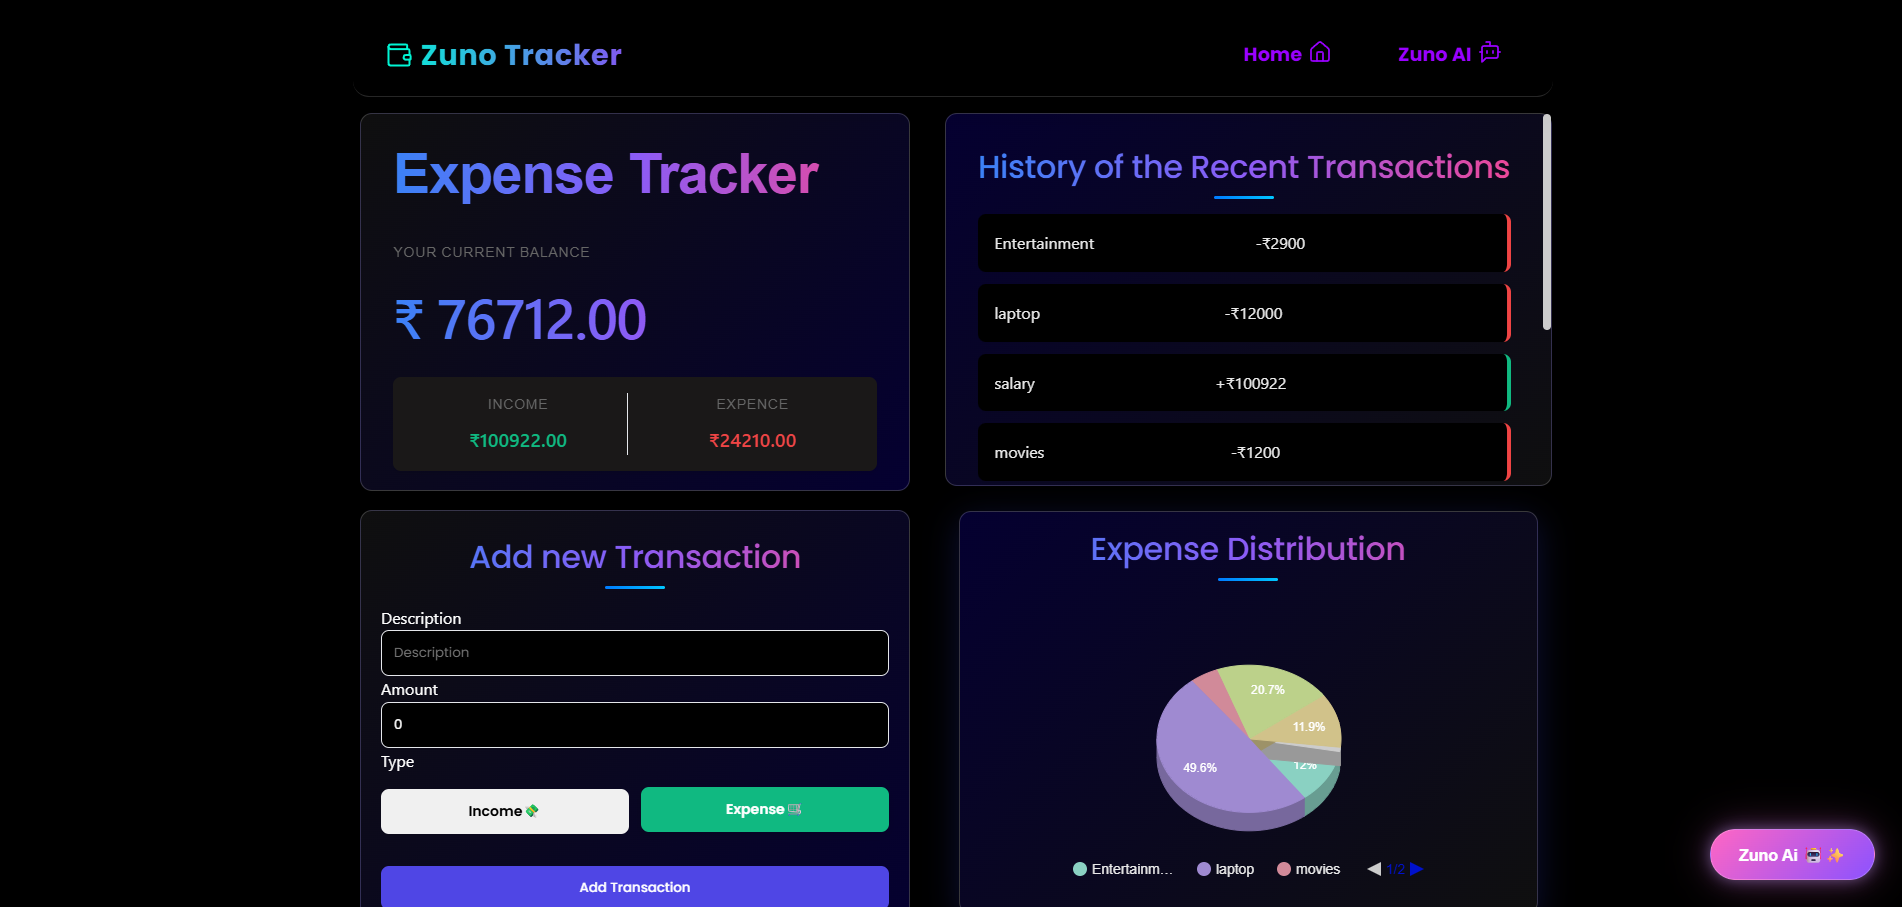 Zuno Tracker
Home
Zuno AI
Expense Tracker
YOUR CURRENT BALANCE
₹ 76712.00
INCOME
EXPENCE
₹100922.00
₹24210.00
History of the Recent Transactions
Entertainment -₹2900
laptop -₹12000
salary +₹100922
movies -₹1200
Add new Transaction
Description
Description
Amount
0
Type
Income💸
Expense
Add Transaction
Expense Distribution
20.7%
11.9%
12%
49.6%
Entertainm...
laptop
movies
1/2
Zuno Ai 🤖 ✨